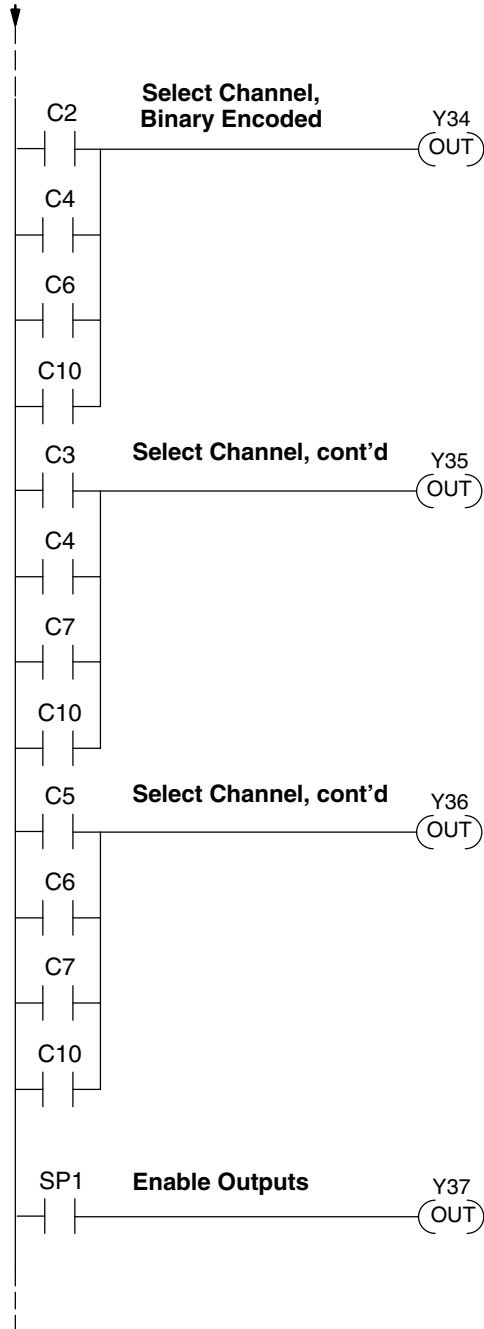 Select Channel,
C2
Binary Encoded
Y34
OUT
C4
C6
C10
C3
Select Channel, cont’d
Y35
OUT
C4
C7
C10
C5
Select Channel, cont’d
Y36
OUT
C6
C7
C10
SP1
Enable Outputs
Y37
OUT